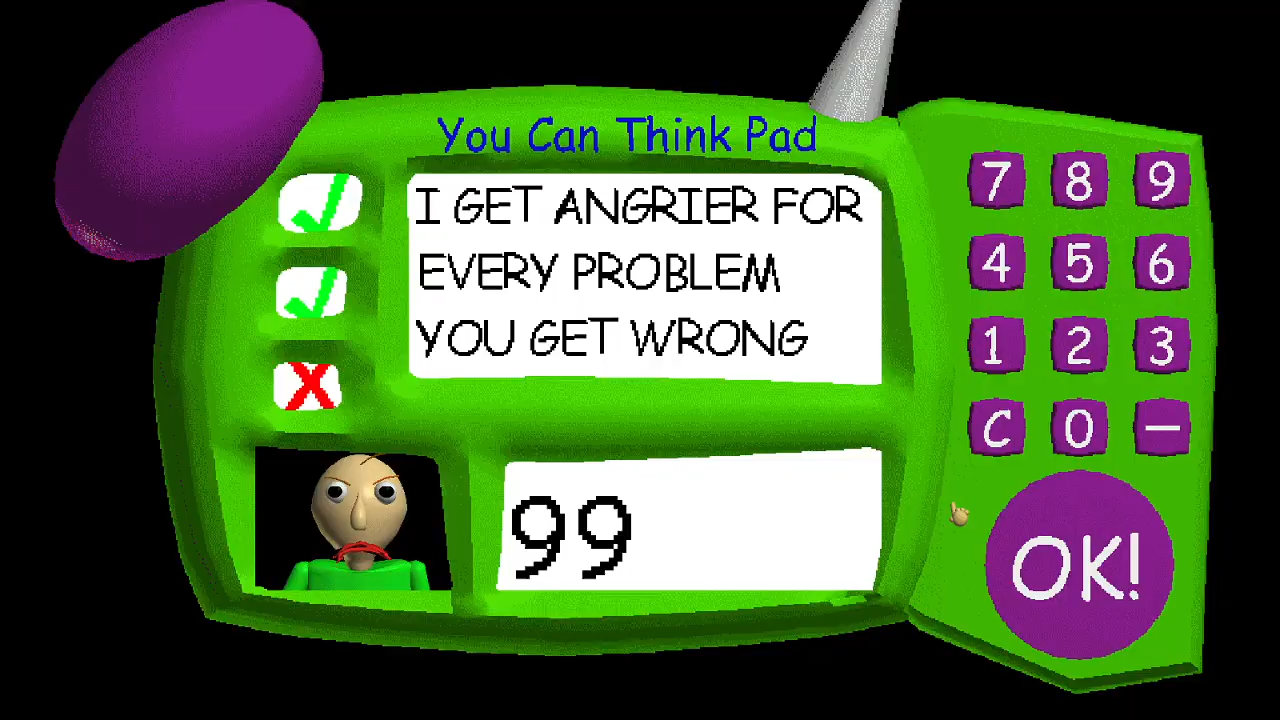 You Can Think Pad
I GET ANGRIER FOR
EVERY PROBLEM
YOU GET WRONG
99
7 8 9
4 5 6
1 2 3
C 0 —
OK!